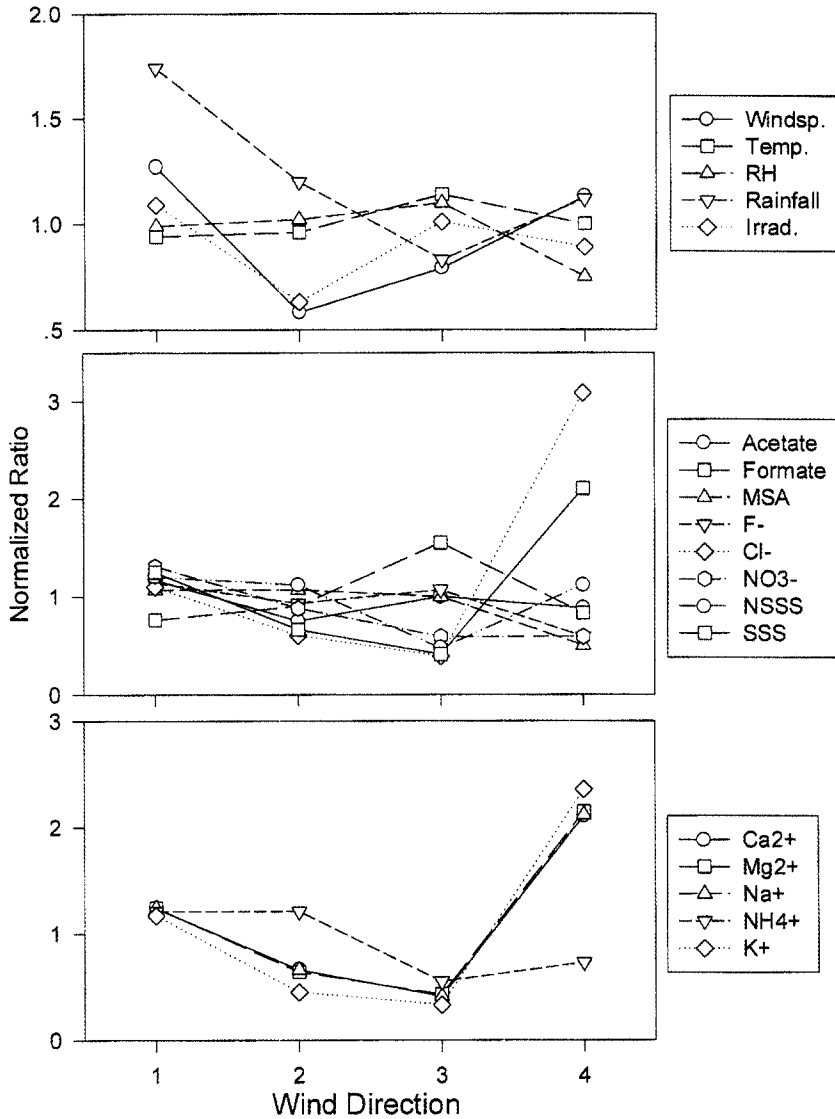 2.0
1.5
1.0
.5
Windsp.
Temp.
RH
Rainfall
Irrad.
Normalized Ratio
3
2
1
0
Acetate
Formate
MSA
F-
Cl-
NO3-
NSSS
SSS
3
2
1
0
Ca2+
Mg2+
Na+
NH4+
K+
1 2 3 4
Wind Direction